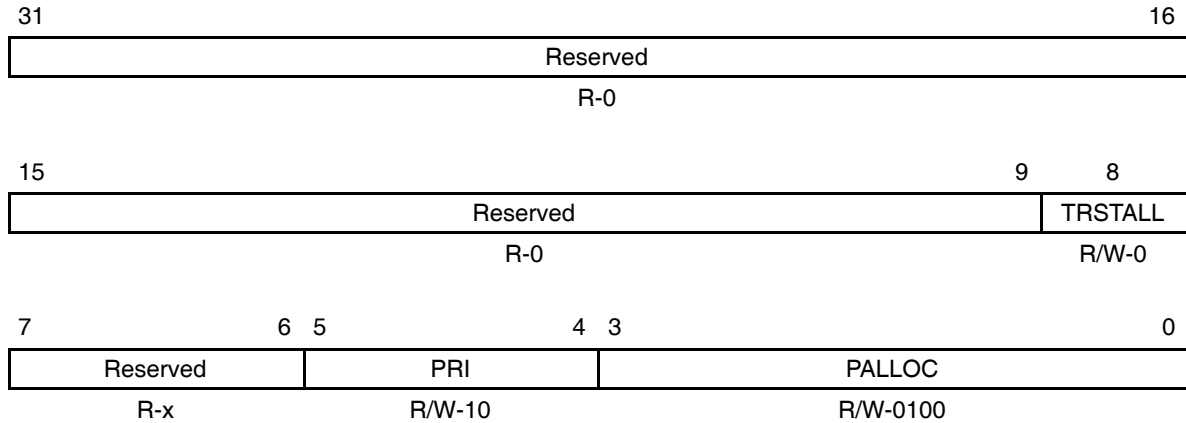 31 16
Reserved
R-0
15 9 8
Reserved TRSTALL
R-0 R/W-0
7 6 5 4 3 0
Reserved PRI PALLOC
R-x R/W-10 R/W-0100